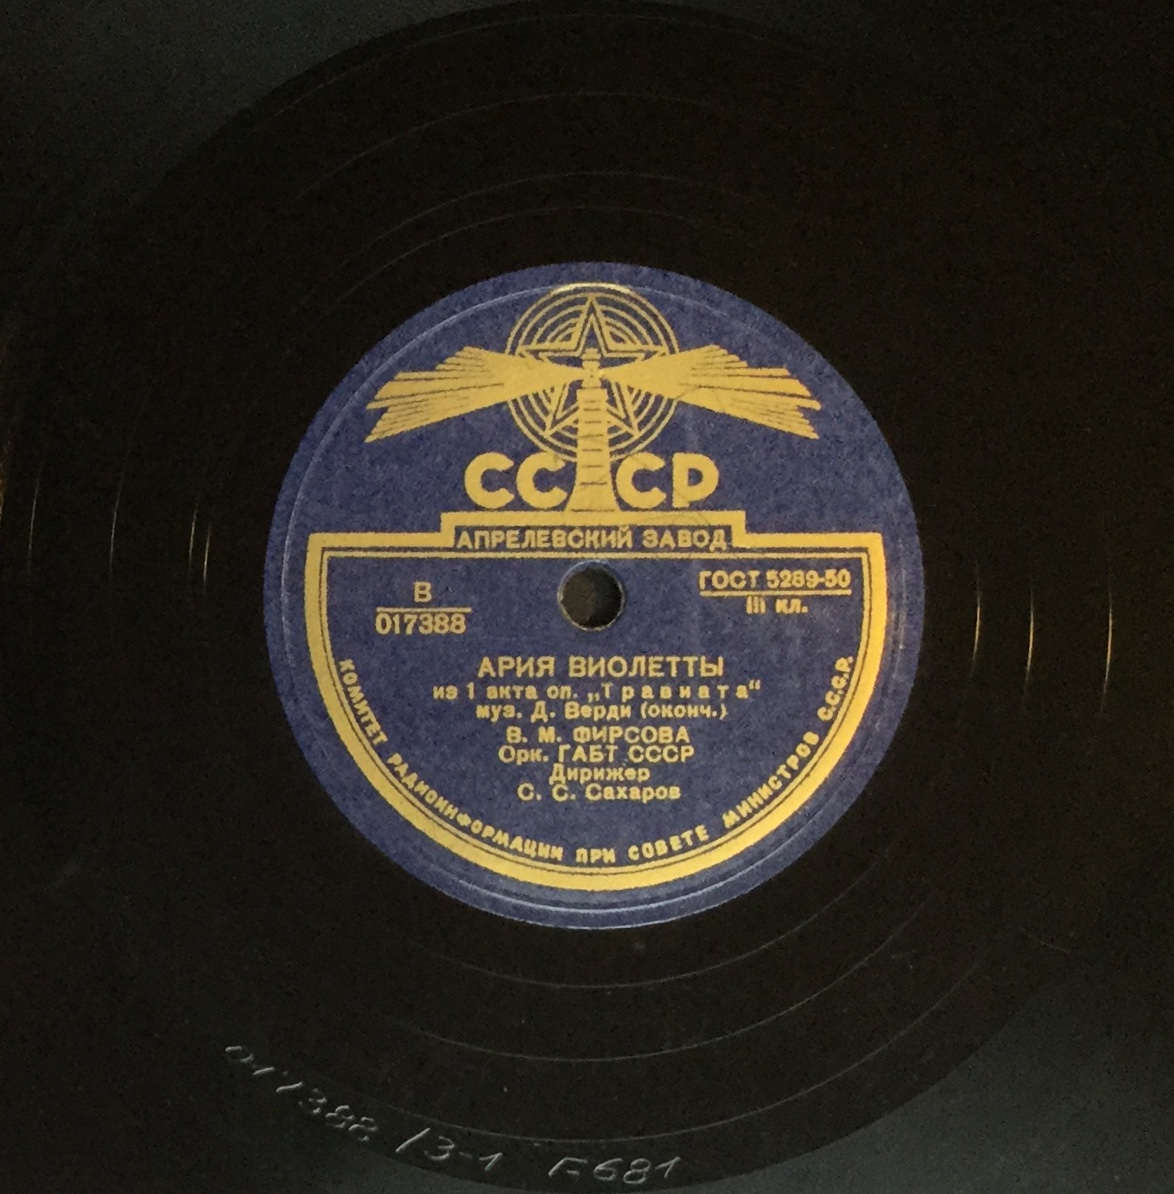 СССР
АПРЕЛЕВСКИЙ ЗАВОД
В
017388
ГОСТ 5289-50
III кл.
АРИЯ ВИОЛЕТТЫ
из 1 акта оп. „Травиата“
муз. Д. Верди (оконч.)
В. М. ФИРСОВА
Орк. ГАБТ СССР
Дирижер
С. С. Сахаров
КОМИТЕТ РАДИОИНФОРМАЦИИ ПРИ СОВЕТЕ МИНИСТРОВ С.С.С.Р.
017388 /3-1 Г681